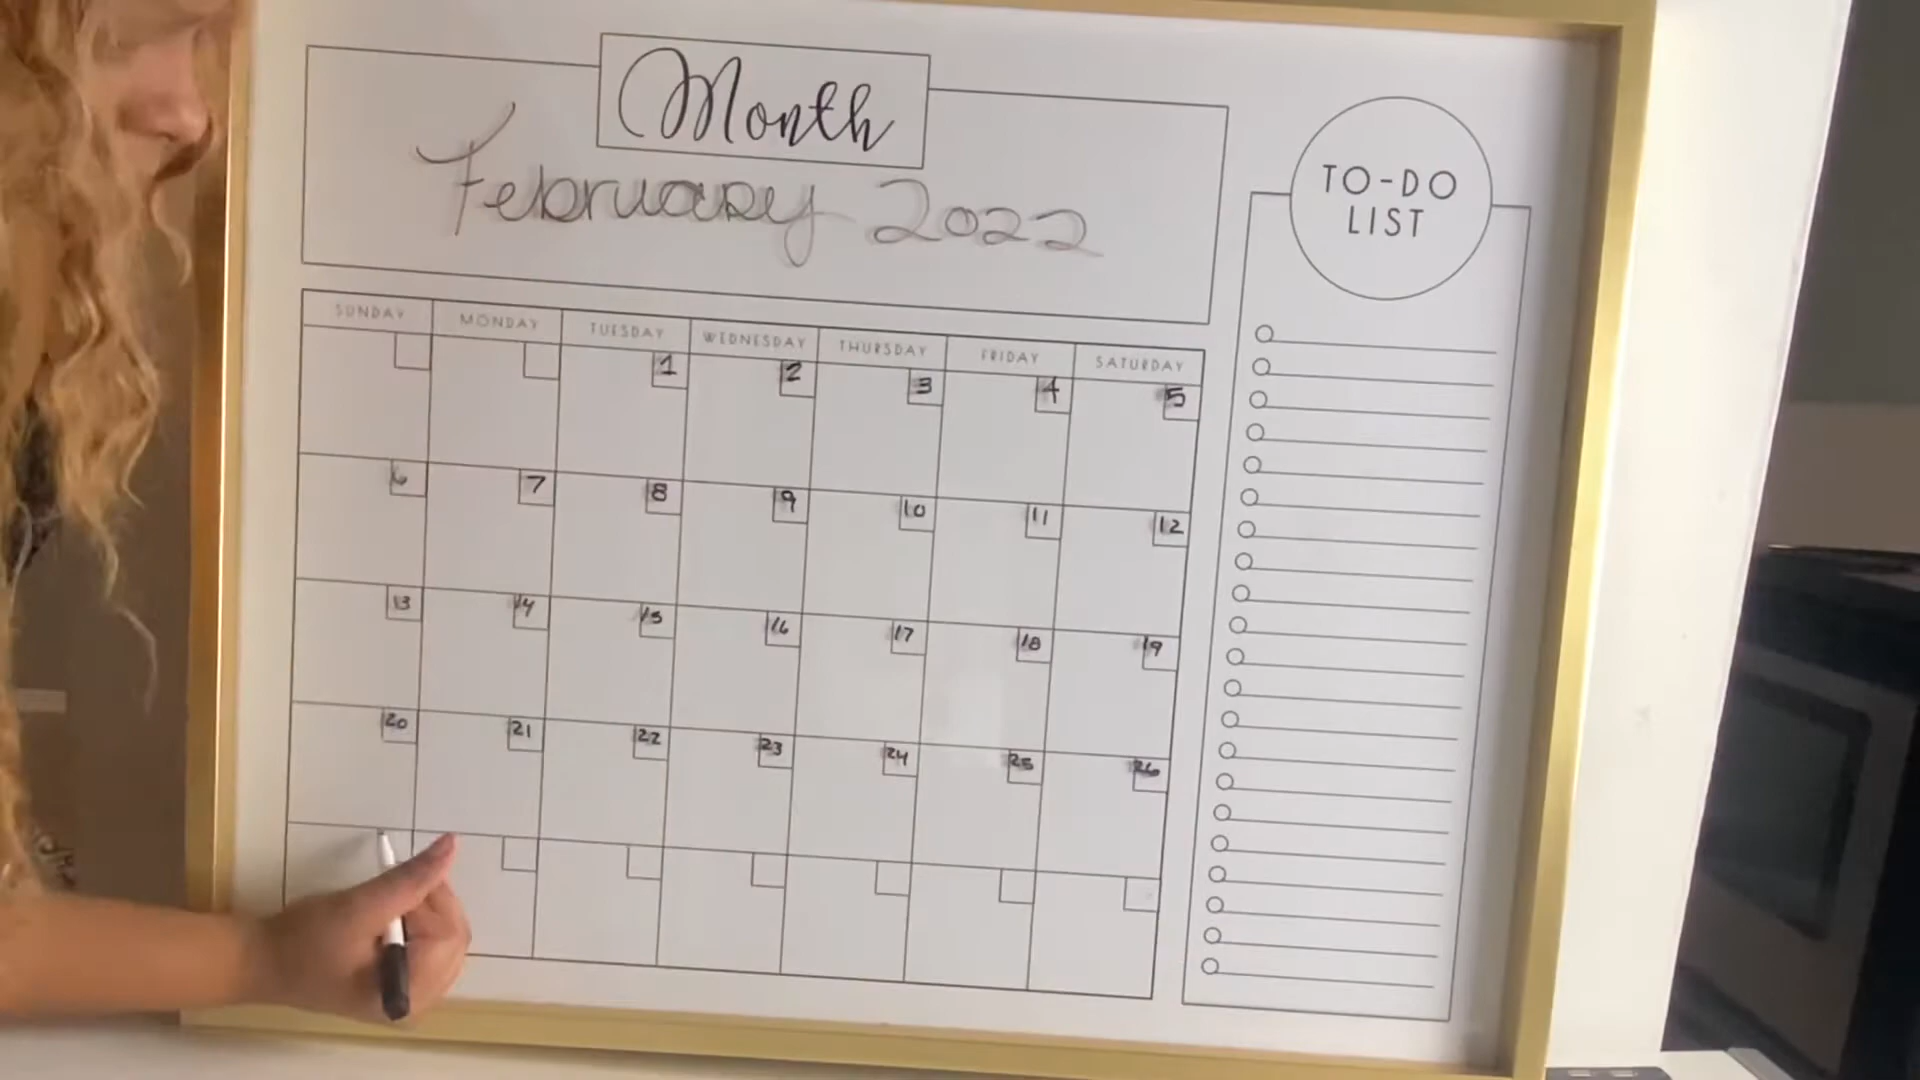 Month
February 2022
TO-DO
LIST
SUNDAY MONDAY TUESDAY WEDNESDAY THURSDAY FRIDAY SATURDAY
1 2 3 4 5
6 7 8 9 10 11 12
13 14 15 16 17 18 19
20 21 22 23 24 25 26